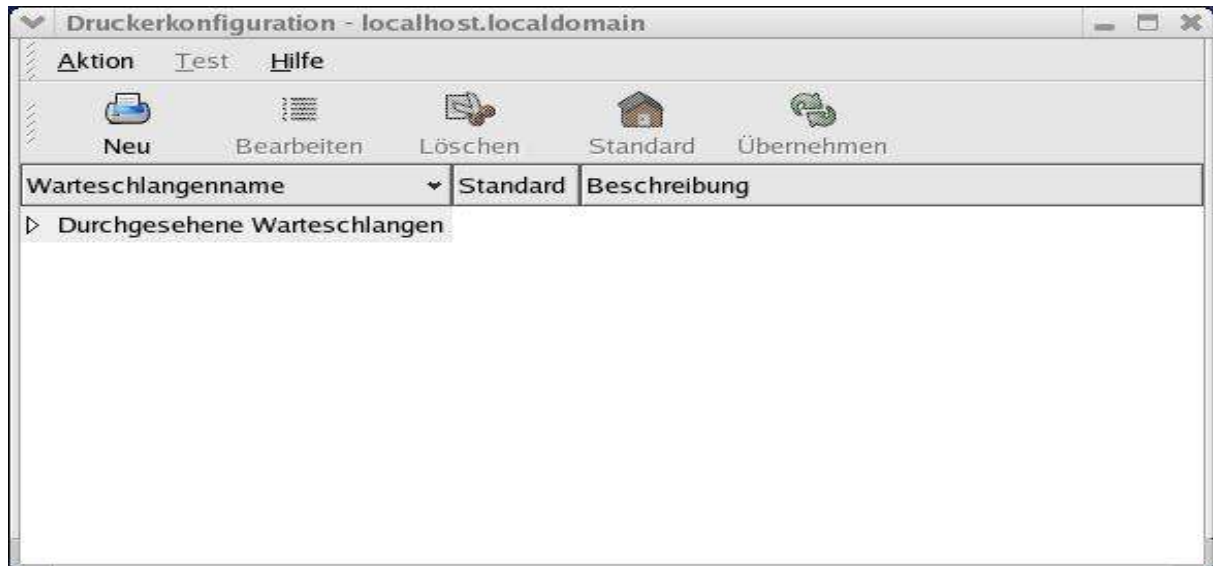 Druckerkonfiguration - localhost.localdomain
Aktion Test Hilfe
Neu Bearbeiten Löschen Standard Übernehmen
Warteschlangenname Standard Beschreibung
Durchgesehene Warteschlangen